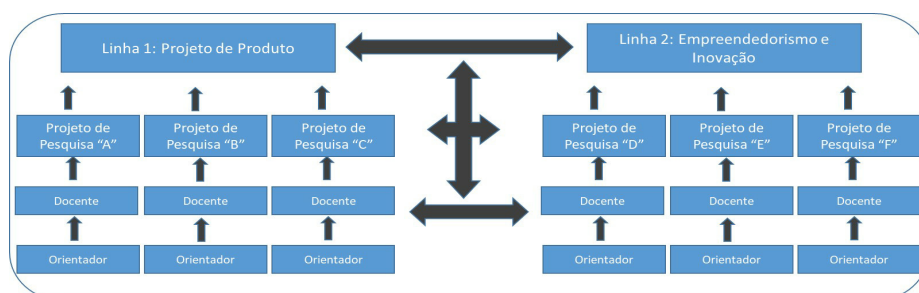 Linha 1: Projeto de Produto
Linha 2: Empreendedorismo e
Inovação
Projeto de
Pesquisa “A”
Projeto de
Pesquisa “B”
Projeto de
Pesquisa “C”
Projeto de
Pesquisa “D”
Projeto de
Pesquisa “E”
Projeto de
Pesquisa “F”
Docente
Docente
Docente
Docente
Docente
Docente
Orientador
Orientador
Orientador
Orientador
Orientador
Orientador